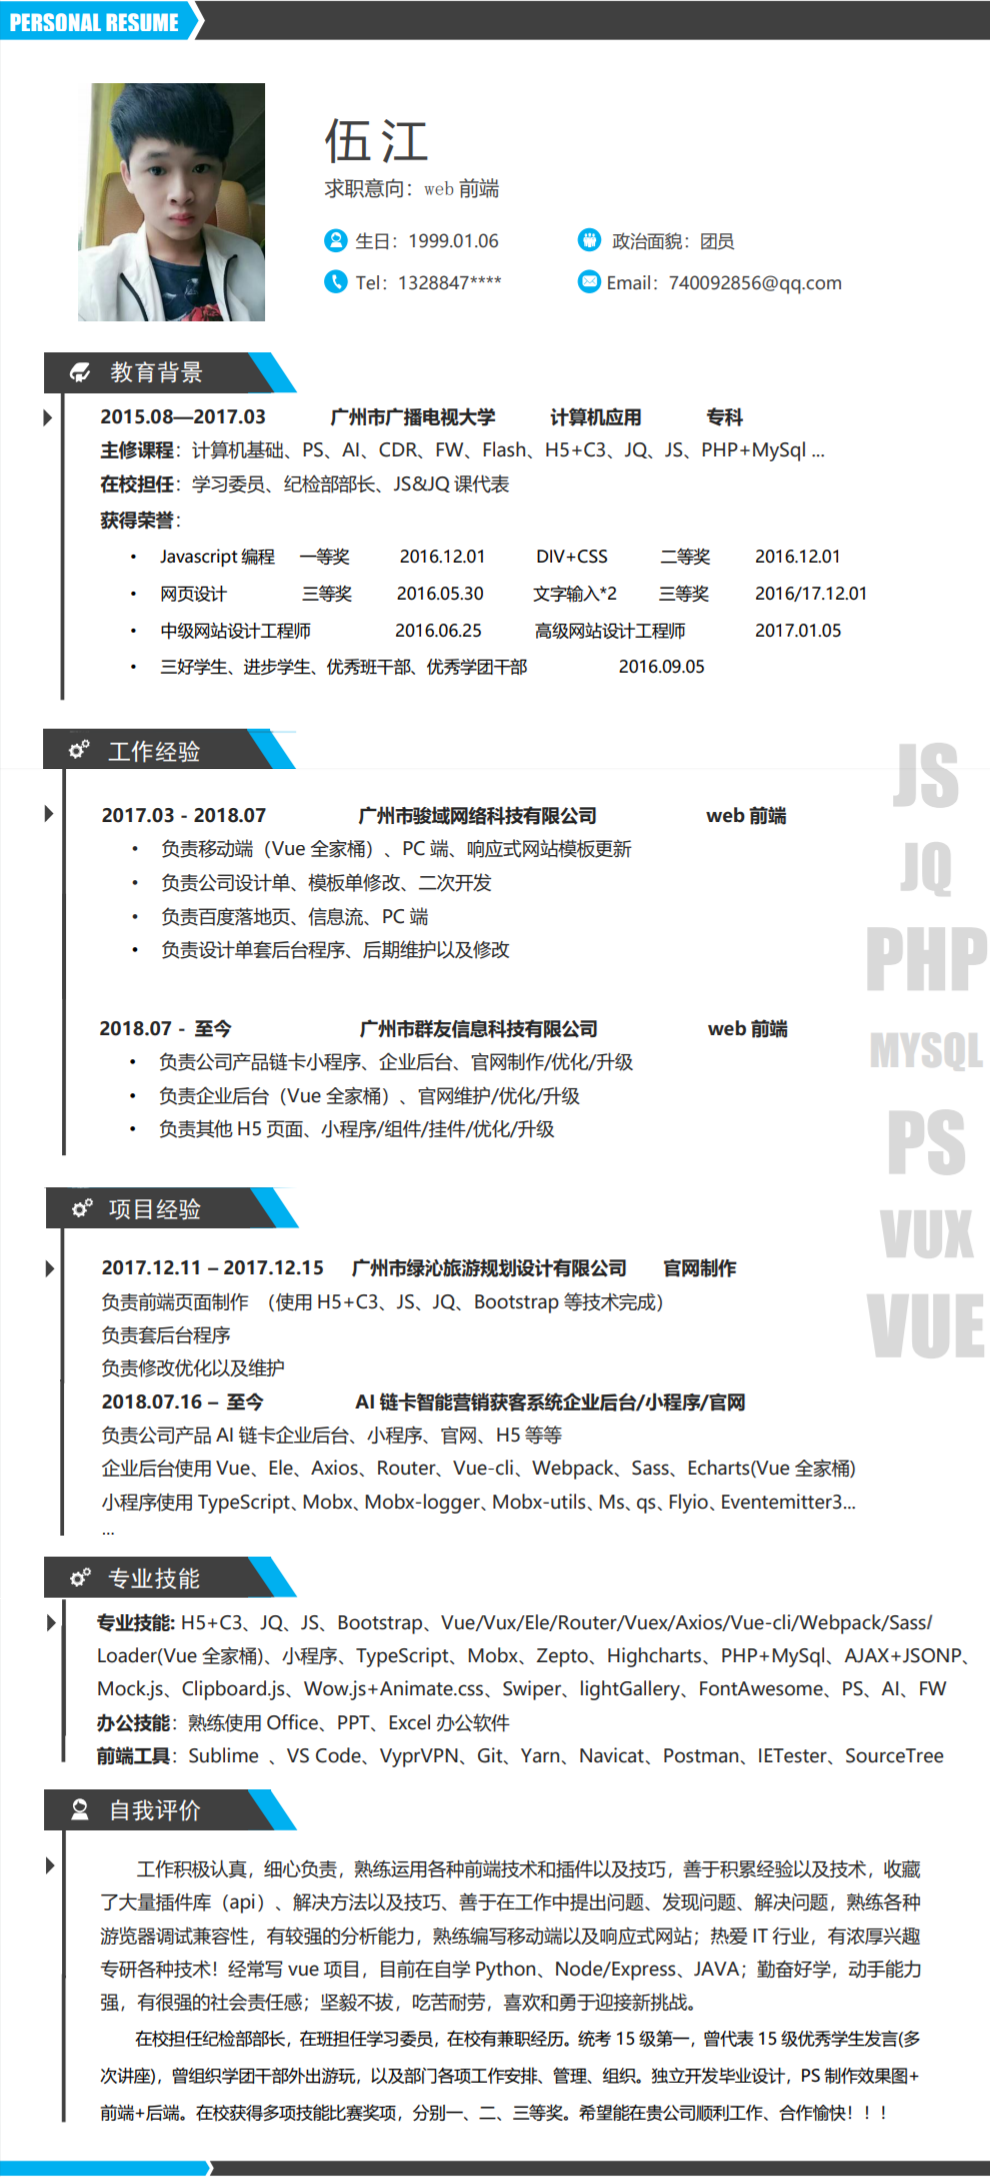 PERSONAL RESUME
伍江
求职意向：web 前端
生日：1999.01.06 政治面貌：团员
Tel：1328847**** Email：740092856@qq.com
教育背景
2015.08—2017.03 广州市广播电视大学 计算机应用 专科
主修课程：计算机基础、PS、AI、CDR、FW、Flash、H5+C3、JQ、JS、PHP+MySql ...
在校担任：学习委员、纪检部部长、JS&JQ 课代表
获得荣誉：
• Javascript 编程 一等奖 2016.12.01 DIV+CSS 二等奖 2016.12.01
• 网页设计 三等奖 2016.05.30 文字输入*2 三等奖 2016/17.12.01
• 中级网站设计工程师 2016.06.25 高级网站设计工程师 2017.01.05
• 三好学生、进步学生、优秀班干部、优秀学团干部 2016.09.05
工作经验
2017.03 - 2018.07 广州市骏域网络科技有限公司 web 前端
• 负责移动端（Vue 全家桶）、PC 端、响应式网站模板更新
• 负责公司设计单、模板单修改、二次开发
• 负责百度落地页、信息流、PC 端
• 负责设计单套后台程序、后期维护以及修改
2018.07 - 至今 广州市群友信息科技有限公司 web 前端
• 负责公司产品链卡小程序、企业后台、官网制作/优化/升级
• 负责企业后台（Vue 全家桶）、官网维护/优化/升级
• 负责其他 H5 页面、小程序/组件/挂件/优化/升级
JS
JQ
PHP
MYSQL
PS
VUX
VUE
项目经验
2017.12.11 – 2017.12.15 广州市绿沁旅游规划设计有限公司 官网制作
负责前端页面制作 （使用 H5+C3、JS、JQ、Bootstrap 等技术完成）
负责套后台程序
负责修改优化以及维护
2018.07.16 – 至今 AI 链卡智能营销获客系统企业后台/小程序/官网
负责公司产品 AI 链卡企业后台、小程序、官网、H5 等等
企业后台使用 Vue、Ele、Axios、Router、Vue-cli、Webpack、Sass、Echarts(Vue 全家桶)
小程序使用 TypeScript、Mobx、Mobx-logger、Mobx-utils、Ms、qs、Flyio、Eventemitter3...
...
专业技能
专业技能: H5+C3、JQ、JS、Bootstrap、Vue/Vux/Ele/Router/Vuex/Axios/Vue-cli/Webpack/Sass/
Loader(Vue 全家桶)、小程序、TypeScript、Mobx、Zepto、Highcharts、PHP+MySql、AJAX+JSONP、
Mock.js、Clipboard.js、Wow.js+Animate.css、Swiper、lightGallery、FontAwesome、PS、AI、FW
办公技能：熟练使用 Office、PPT、Excel 办公软件
前端工具：Sublime 、VS Code、VyprVPN、Git、Yarn、Navicat、Postman、IETester、SourceTree
自我评价
工作积极认真，细心负责，熟练运用各种前端技术和插件以及技巧，善于积累经验以及技术，收藏
了大量插件库（api）、解决方法以及技巧、善于在工作中提出问题、发现问题、解决问题，熟练各种
游览器调试兼容性，有较强的分析能力，熟练编写移动端以及响应式网站；热爱 IT 行业，有浓厚兴趣
专研各种技术！经常写 vue 项目，目前在自学 Python、Node/Express、JAVA；勤奋好学，动手能力
强，有很强的社会责任感；坚毅不拔，吃苦耐劳，喜欢和勇于迎接新挑战。
在校担任纪检部部长，在班担任学习委员，在校有兼职经历。统考 15 级第一，曾代表 15 级优秀学生发言(多
次讲座)，曾组织学团干部外出游玩，以及部门各项工作安排、管理、组织。独立开发毕业设计，PS 制作效果图+
前端+后端。在校获得多项技能比赛奖项，分别一、二、三等奖。希望能在贵公司顺利工作、合作愉快！！！